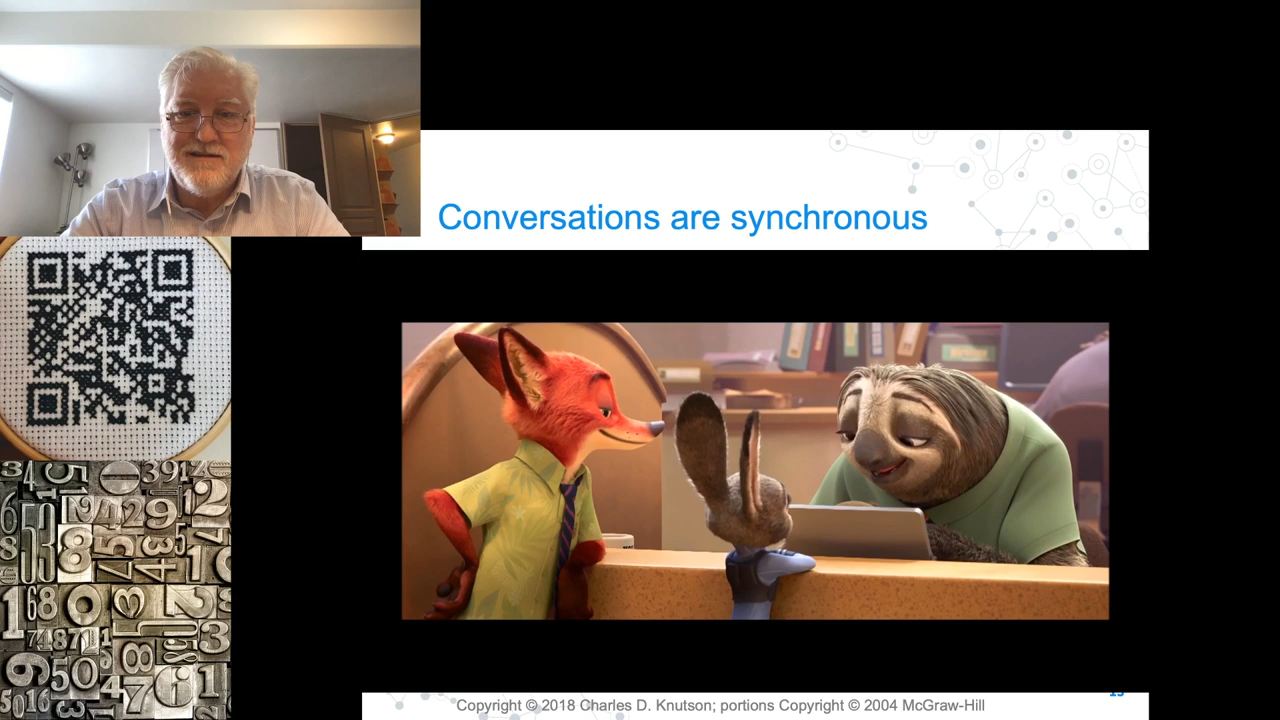 Conversations are synchronous
Copyright © 2018 Charles D. Knutson; portions Copyright © 2004 McGraw-Hill